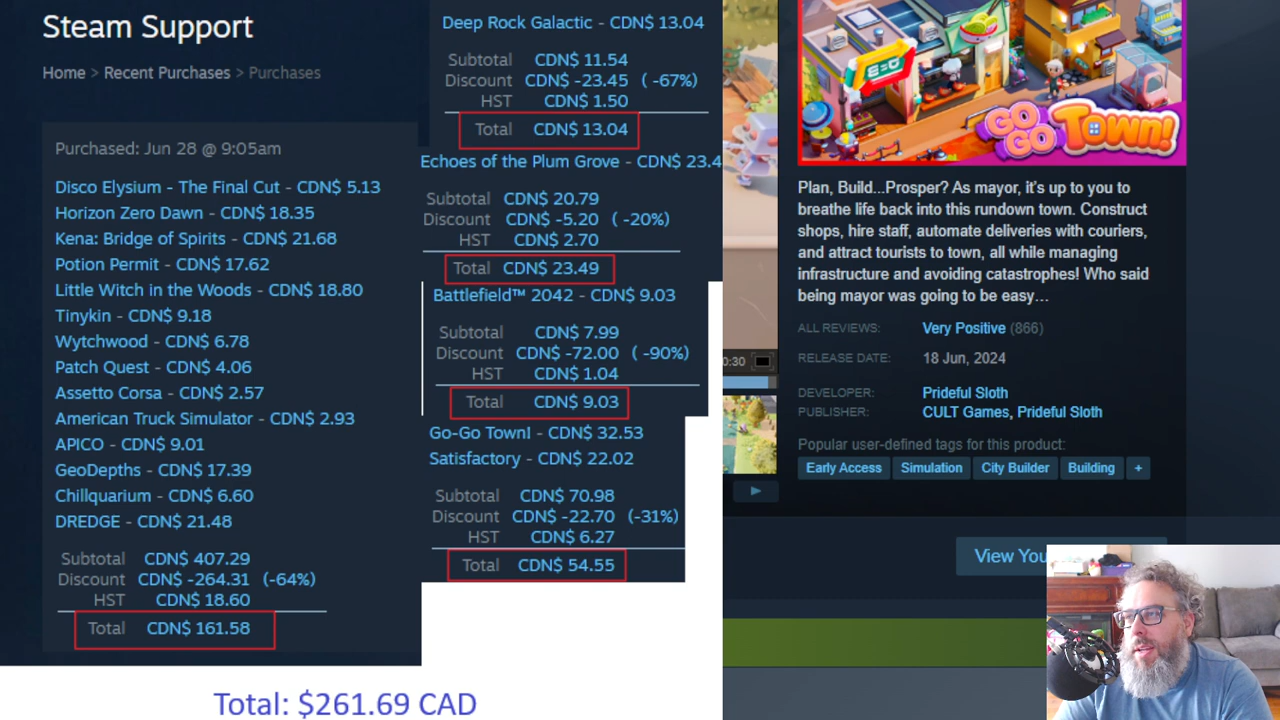 Steam Support
Home > Recent Purchases > Purchases
Purchased: Jun 28 @ 9:05am
Disco Elysium - The Final Cut - CDN$ 5.13
Horizon Zero Dawn - CDN$ 18.35
Kena: Bridge of Spirits - CDN$ 21.68
Potion Permit - CDN$ 17.62
Little Witch in the Woods - CDN$ 18.80
Tinykin - CDN$ 9.18
Wytchwood - CDN$ 6.78
Patch Quest - CDN$ 4.06
Assetto Corsa - CDN$ 2.57
American Truck Simulator - CDN$ 2.93
APICO - CDN$ 9.01
GeoDepths - CDN$ 17.39
Chillquarium - CDN$ 6.60
DREDGE - CDN$ 21.48
Subtotal CDN$ 407.29
Discount CDN$ -264.31 (-64%)
HST CDN$ 18.60
Total CDN$ 161.58
Deep Rock Galactic - CDN$ 13.04
Subtotal CDN$ 11.54
Discount CDN$ -23.45 ( -67%)
HST CDN$ 1.50
Total CDN$ 13.04
Echoes of the Plum Grove - CDN$ 23.4
Subtotal CDN$ 20.79
Discount CDN$ -5.20 ( -20%)
HST CDN$ 2.70
Total CDN$ 23.49
Battlefield™ 2042 - CDN$ 9.03
Subtotal CDN$ 7.99
Discount CDN$ -72.00 ( -90%)
HST CDN$ 1.04
Total CDN$ 9.03
Go-Go Town! - CDN$ 32.53
Satisfactory - CDN$ 22.02
Subtotal CDN$ 70.98
Discount CDN$ -22.70 (-31%)
HST CDN$ 6.27
Total CDN$ 54.55
Total: $261.69 CAD
GO GO TOWN!
Plan, Build...Prosper? As mayor, it's up to you to
breathe life back into this rundown town. Construct
shops, hire staff, automate deliveries with couriers,
and attract tourists to town, all while managing
infrastructure and avoiding catastrophes! Who said
being mayor was going to be easy…
ALL REVIEWS: Very Positive (866)
RELEASE DATE: 18 Jun, 2024
DEVELOPER: Prideful Sloth
PUBLISHER: CULT Games, Prideful Sloth
Popular user-defined tags for this product:
Early Access Simulation City Builder Building +
0:30
View You